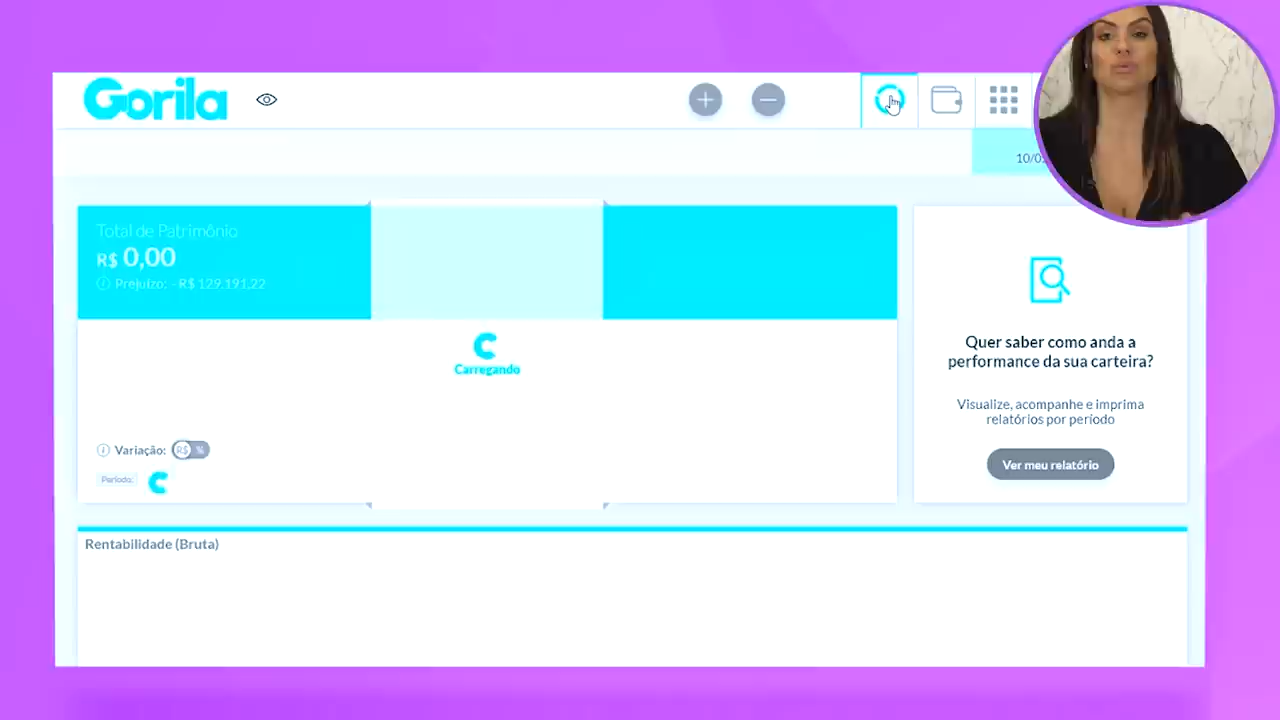 Gorila
10/0
Total de Patrimônio
R$ 0,00
Prejuízo: -R$ 129.191,22
Carregando
Variação: R$ %
Período:
Quer saber como anda a
performance da sua carteira?
Visualize, acompanhe e imprima
relatórios por período
Ver meu relatório
Rentabilidade (Bruta)